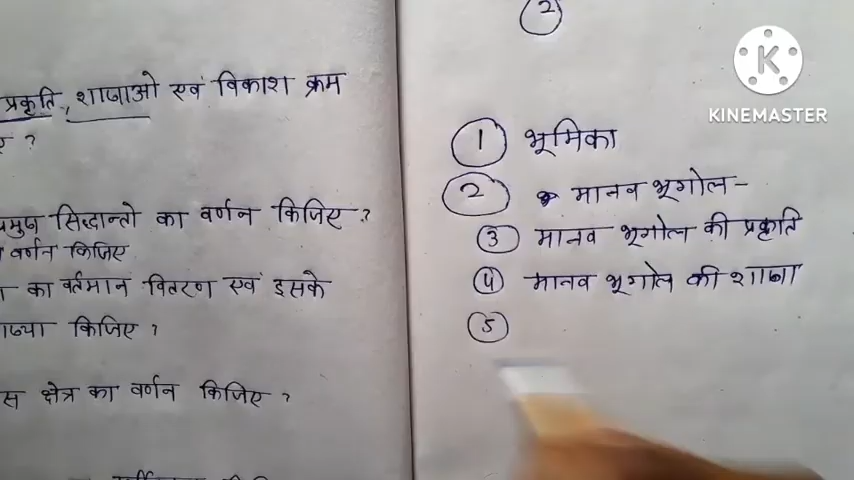 प्रकृति, शाखाओ एवं विकाश क्रम
?
प्रमुख सिद्धान्तो का वर्णन किजिए ?
वर्णन किजिए
का वर्तमान वितरण एवं इसके
किजिए ?
क्षेत्र का वर्णन किजिए ?
2
1 भूमिका
2 मानव भूगोल-
3 मानव भूगोल की प्रकृति
4 मानव भूगोल की शाखा
5
K
KINEMASTER